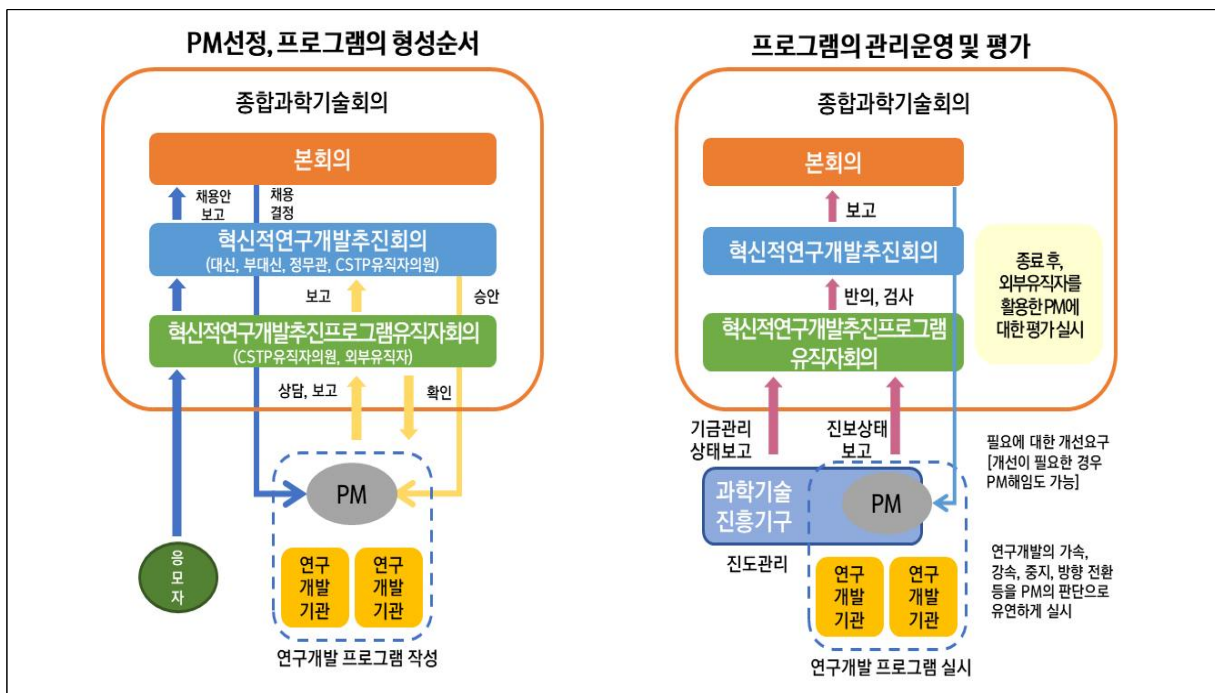 PM선정, 프로그램의 형성순서
종합과학기술회의
본회의
채용안
보고
채용
결정
혁신적연구개발추진회의
(대신, 부대신, 정무관, CSTP유직자의원)
보고
승안
혁신적연구개발추진프로그램유직자회의
(CSTP유직자의원, 외부유직자)
상담, 보고
확인
PM
응
모
자
연구
개발
기관
연구
개발
기관
연구개발 프로그램 작성
프로그램의 관리운영 및 평가
종합과학기술회의
본회의
보고
혁신적연구개발추진회의
반의, 검사
혁신적연구개발추진프로그램
유직자회의
종료 후,
외부유직자를
활용한 PM에
대한 평가 실시
기금관리
상태보고
진보상태
보고
필요에 대한 개선요구
[개선이 필요한 경우
PM해임도 가능]
과학기술
진흥기구
PM
진도관리
연구
개발
기관
연구
개발
기관
연구개발의 가속,
강속, 중지, 방향 전환
등을 PM의 판단으로
유연하게 실시
연구개발 프로그램 실시